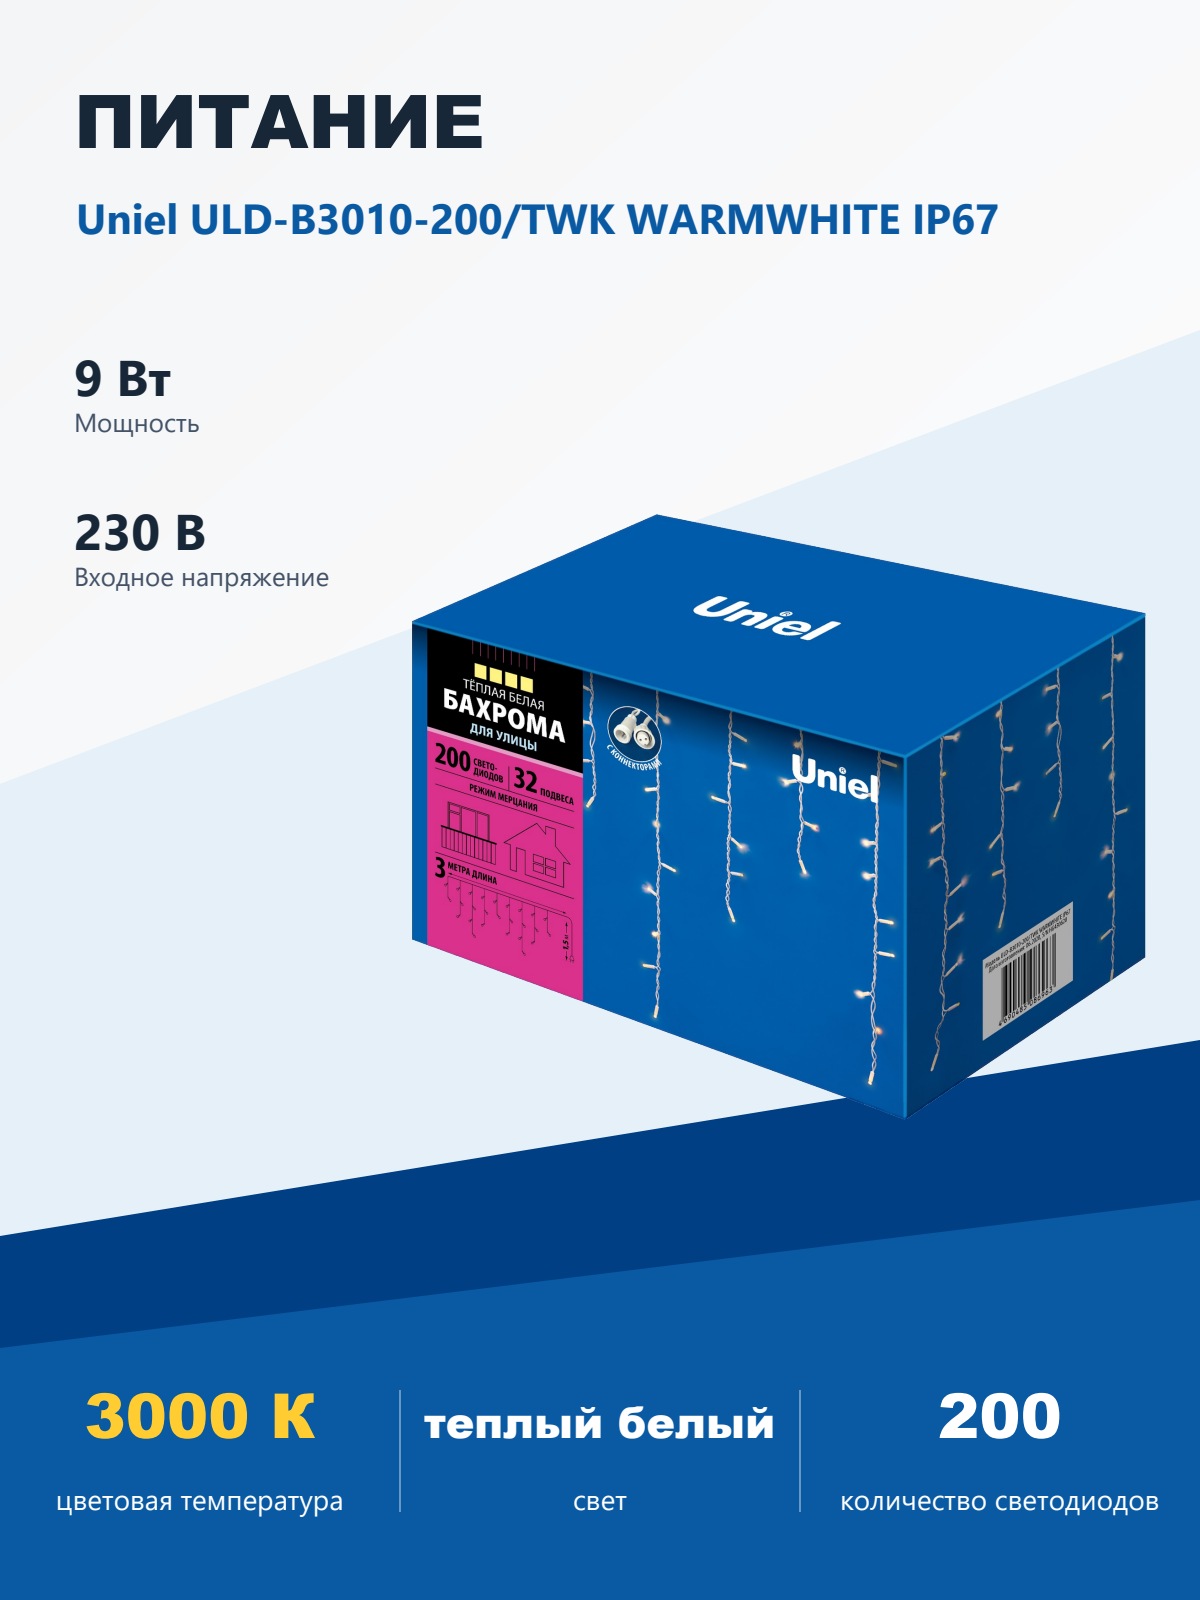 ПИТАНИЕ
Uniel ULD-B3010-200/TWK WARMWHITE IP67
9 Вт
Мощность
230 В
Входное напряжение
Uniel
ТЁПЛАЯ БЕЛАЯ
БАХРОМА
ДЛЯ УЛИЦЫ
200 СВЕТО-
ДИОДОВ
32 ПОДВЕСА
РЕЖИМ МЕРЦАНИЯ
3 МЕТРА ДЛИНА
С КОННЕКТОРАМИ
Uniel
3000 К
цветовая температура
теплый белый
свет
200
количество светодиодов